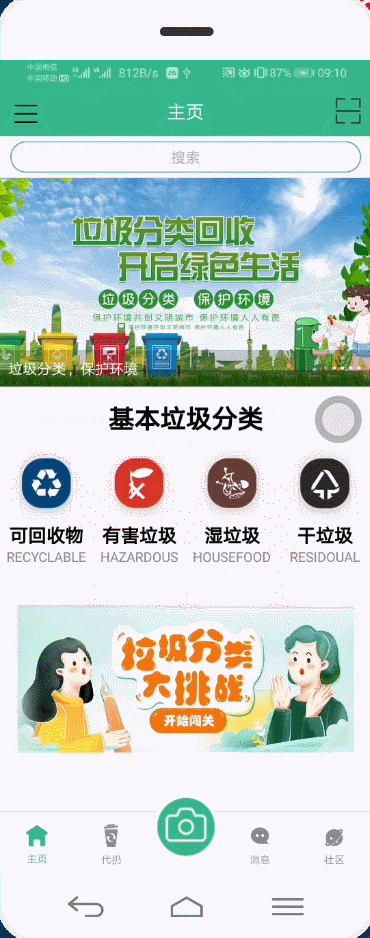 中国电信
中国移动 HD
46 46 812B/s 87% 09:10
主页
搜索
垃圾分类回收
开启绿色生活
垃圾分类 保护环境
保护环境共创文明城市 保护环境人人有责
垃圾分类，保护环境
基本垃圾分类
可回收物 有害垃圾 湿垃圾 干垃圾
RECYCLABLE HAZARDOUS HOUSEFOOD RESIDOUAL
垃圾分类
大挑战
开始闯关
主页 代扔 消息 社区